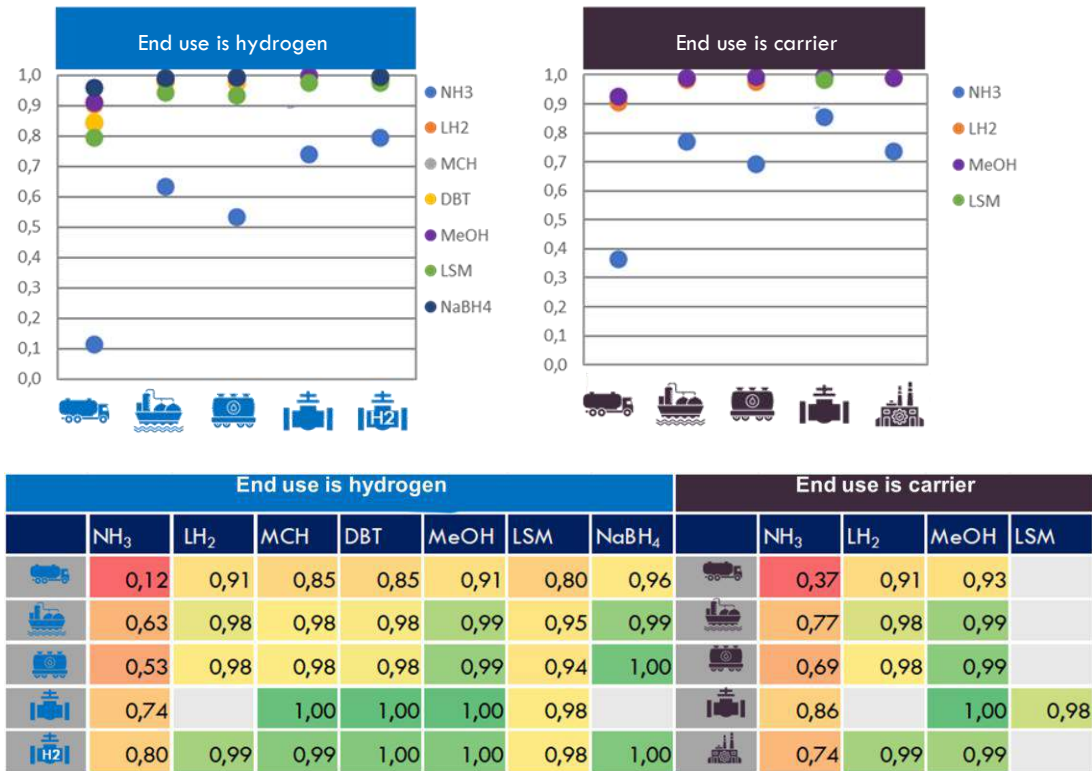 End use is hydrogen
1,0
0,9
0,8
0,7
0,6
0,5
0,4
0,3
0,2
0,1
0,0
NH3
LH2
MCH
DBT
MeOH
LSM
NaBH4
H2
End use is carrier
1,0
0,9
0,8
0,7
0,6
0,5
0,4
0,3
0,2
0,1
0,0
NH3
LH2
MeOH
LSM
End use is hydrogen End use is carrier
NH₃ LH₂ MCH DBT MeOH LSM NaBH₄ NH₃ LH₂ MeOH LSM
0,12 0,91 0,85 0,85 0,91 0,80 0,96 0,37 0,91 0,93
0,63 0,98 0,98 0,98 0,99 0,95 0,99 0,77 0,98 0,99
0,53 0,98 0,98 0,98 0,99 0,94 1,00 0,69 0,98 0,99
0,74 1,00 1,00 1,00 0,98 0,86 1,00 0,98
H2 0,80 0,99 0,99 1,00 1,00 0,98 1,00 0,74 0,99 0,99